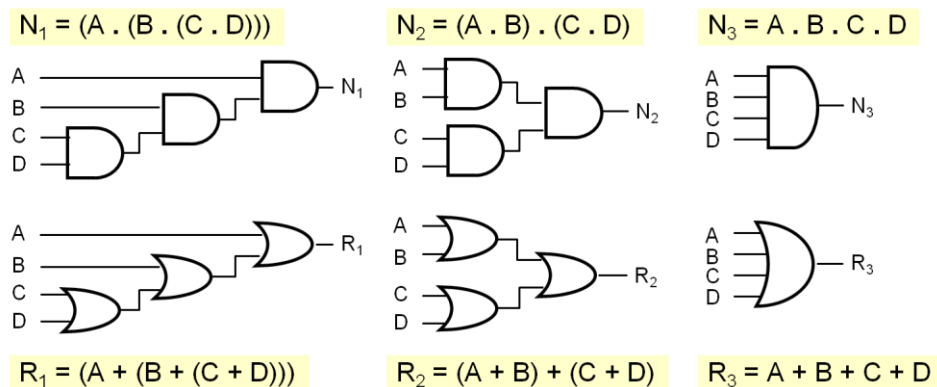 N₁ = (A . (B . (C . D)))
N₂ = (A . B) . (C . D)
N₃ = A . B . C . D
A
B
C
D
N₁
A
B
C
D
N₂
A
B
C
D
N₃
A
B
C
D
R₁
A
B
C
D
R₂
A
B
C
D
R₃
R₁ = (A + (B + (C + D)))
R₂ = (A + B) + (C + D)
R₃ = A + B + C + D